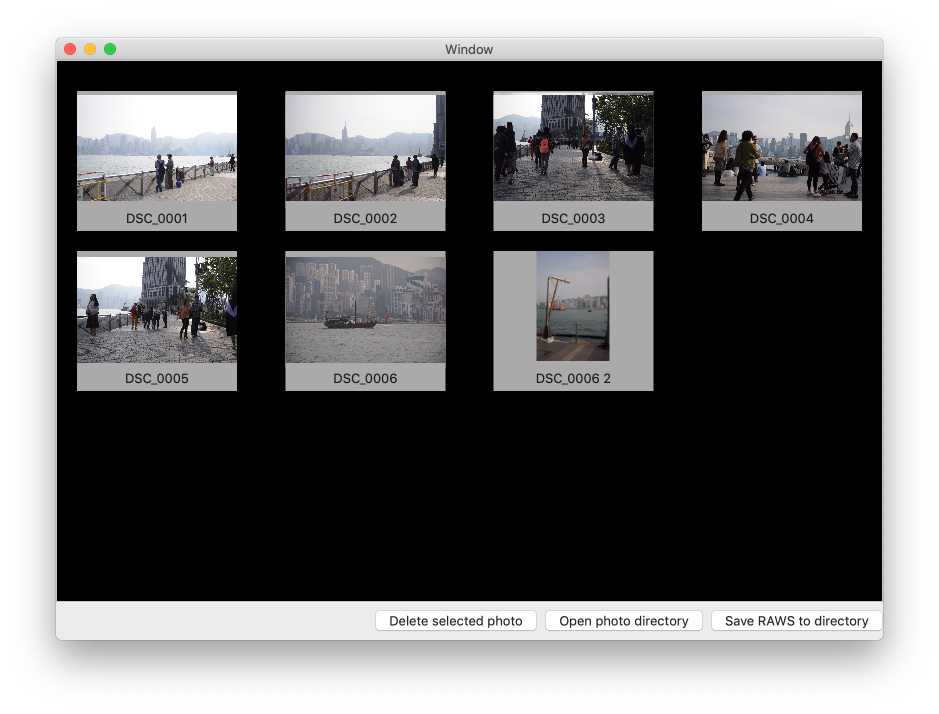 Window
DSC_0001
DSC_0002
DSC_0003
DSC_0004
DSC_0005
DSC_0006
DSC_0006 2
Delete selected photo
Open photo directory
Save RAWS to directory